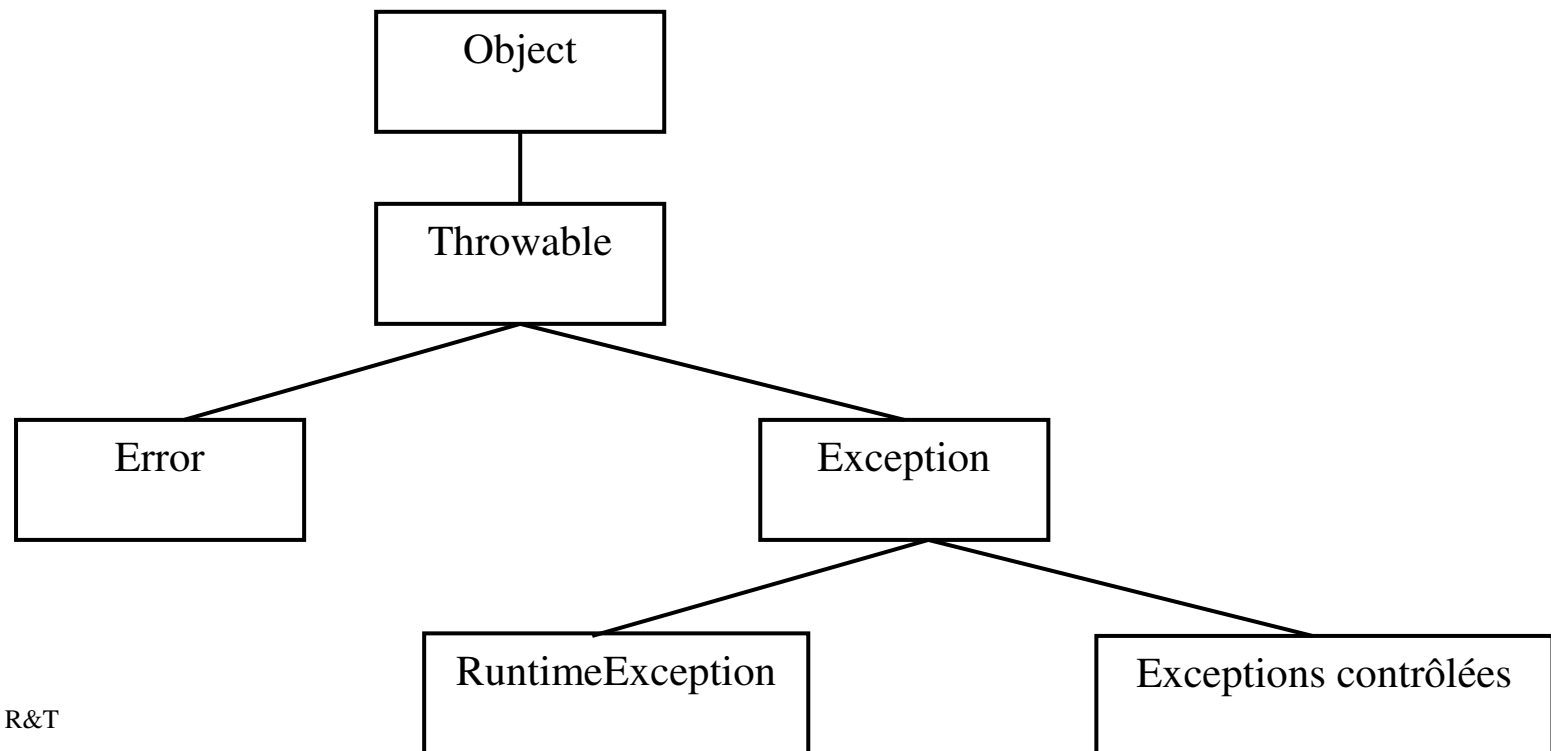 Object
Throwable
Error
Exception
RuntimeException
Exceptions contrôlées
R&T